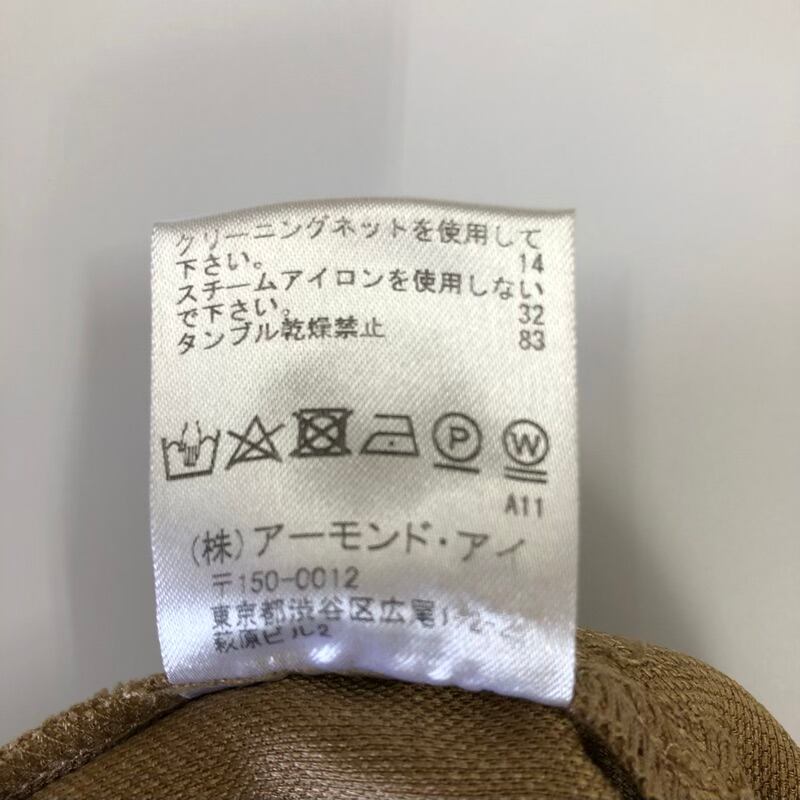 クリーニングネットを使用して
下さい。 14
スチームアイロンを使用しない
で下さい。 32
タンブル乾燥禁止 83
P W
A11
(株)アーモンド・アイ
〒150-0012
東京都渋谷区広尾1-2-2
萩原ビル2